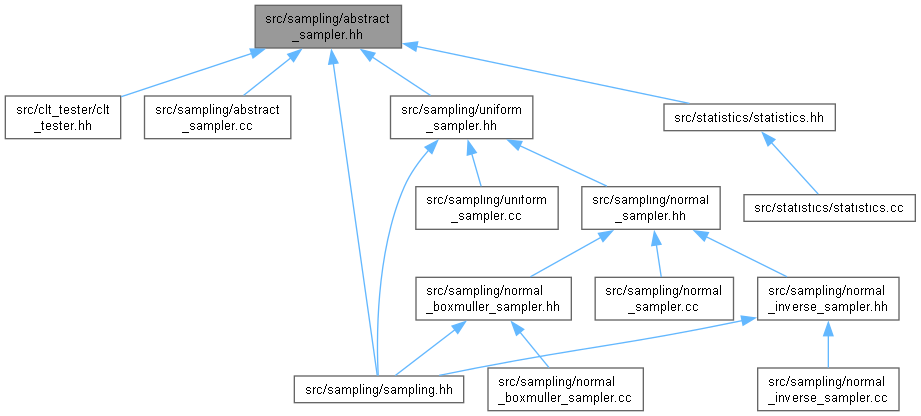 src/sampling/abstract
_sampler.hh
src/clt_tester/clt
_tester.hh
src/sampling/abstract
_sampler.cc
src/sampling/uniform
_sampler.hh
src/statistics/statistics.hh
src/sampling/uniform
_sampler.cc
src/sampling/normal
_sampler.hh
src/statistics/statistics.cc
src/sampling/normal
_boxmuller_sampler.hh
src/sampling/normal
_sampler.cc
src/sampling/normal
_inverse_sampler.hh
src/sampling/sampling.hh
src/sampling/normal
_boxmuller_sampler.cc
src/sampling/normal
_inverse_sampler.cc